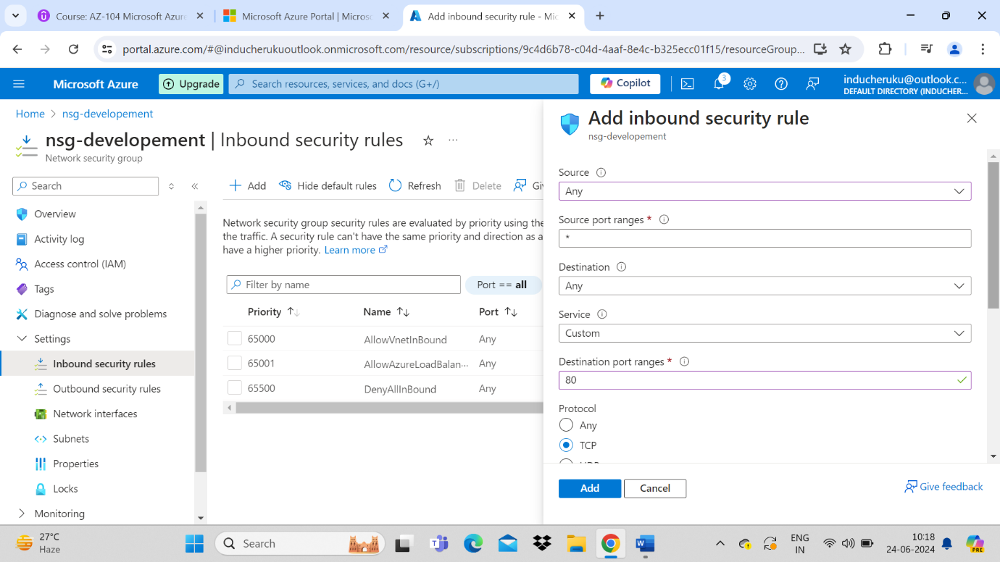 Course: AZ-104 Microsoft Azure
Microsoft Azure Portal | Microso
Add inbound security rule - Mic
portal.azure.com/#@inducherukuoutlook.onmicrosoft.com/resource/subscriptions/9c4d6b78-c04d-4aaf-8e4c-b325ecc01f15/resourceGroup...
Microsoft Azure
Upgrade
Search resources, services, and docs (G+/)
Copilot
3
inducheruku@outlook.c...
DEFAULT DIRECTORY (INDUCHER...
Home > nsg-developement
nsg-developement | Inbound security rules
...
Network security group
Search
Overview
Activity log
Access control (IAM)
Tags
Diagnose and solve problems
Settings
Inbound security rules
Outbound security rules
Network interfaces
Subnets
Properties
Locks
Monitoring
Add
Hide default rules
Refresh
Delete
Network security group security rules are evaluated by priority using the
the traffic. A security rule can't have the same priority and direction as a
have a higher priority. Learn more
Filter by name
Port == all
Priority Name Port
65000 AllowVnetInBound Any
65001 AllowAzureLoadBalan... Any
65500 DenyAllInBound Any
Add inbound security rule
nsg-developement
Source
Any
Source port ranges *
*
Destination
Any
Service
Custom
Destination port ranges *
80
Protocol
Any
TCP
Add
Cancel
Give feedback
27°C
Haze
Search
ENG
IN
10:18
24-06-2024
PRE